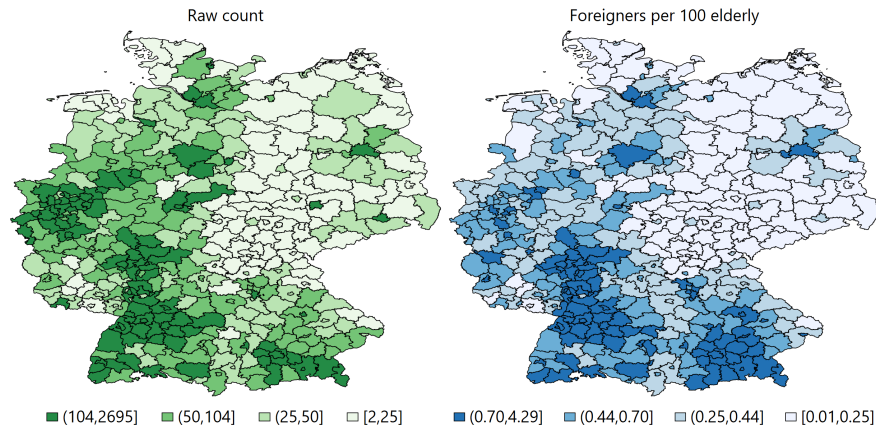 Raw count
Foreigners per 100 elderly
(104,2695] (50,104] (25,50] [2,25]
(0.70,4.29] (0.44,0.70] (0.25,0.44] [0.01,0.25]